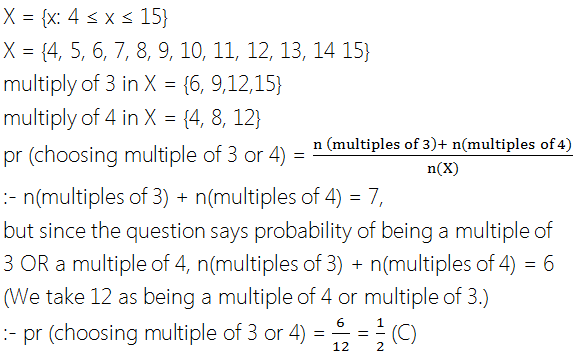 X = {x: 4 ≤ x ≤ 15}
X = {4, 5, 6, 7, 8, 9, 10, 11, 12, 13, 14 15}
multiply of 3 in X = {6, 9,12,15}
multiply of 4 in X = {4, 8, 12}
pr (choosing multiple of 3 or 4) = n (multiples of 3)+ n(multiples of 4) / n(X)
:- n(multiples of 3) + n(multiples of 4) = 7,
but since the question says probability of being a multiple of
3 OR a multiple of 4, n(multiples of 3) + n(multiples of 4) = 6
(We take 12 as being a multiple of 4 or multiple of 3.)
:- pr (choosing multiple of 3 or 4) = 6/12 = 1/2 (C)